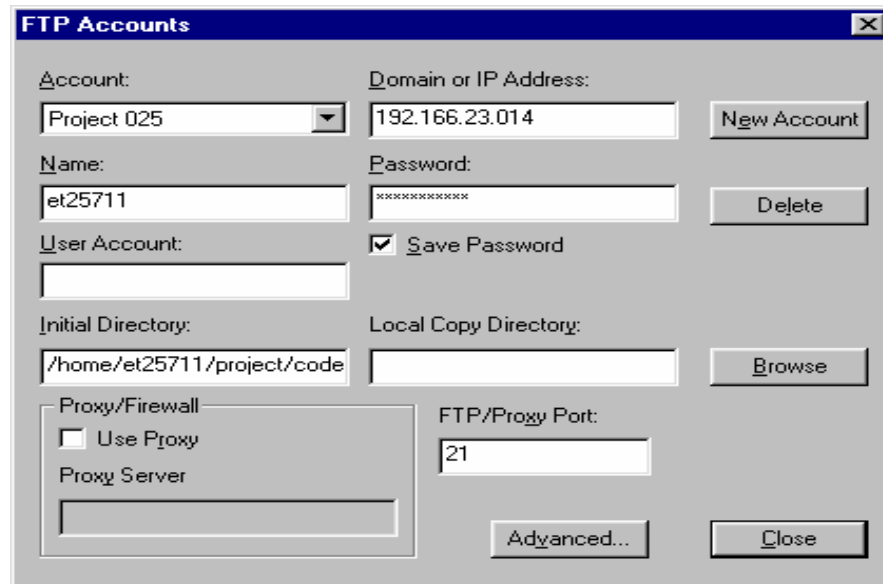 FTP Accounts
Account:
Domain or IP Address:
Project 025
192.166.23.014
New Account
Name:
Password:
et25711
***********
Delete
User Account:
Save Password
Initial Directory:
Local Copy Directory:
/home/et25711/project/code
Browse
Proxy/Firewall
FTP/Proxy Port:
Use Proxy
21
Proxy Server
Advanced...
Close